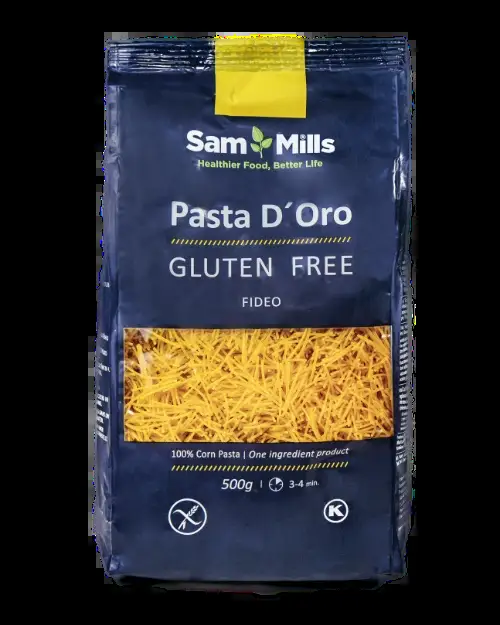 Sam Mills
Healthier Food, Better Life
Pasta D´Oro
GLUTEN FREE
FIDEO
100% Corn Pasta | One ingredient product
500g | 3-4 min.
K